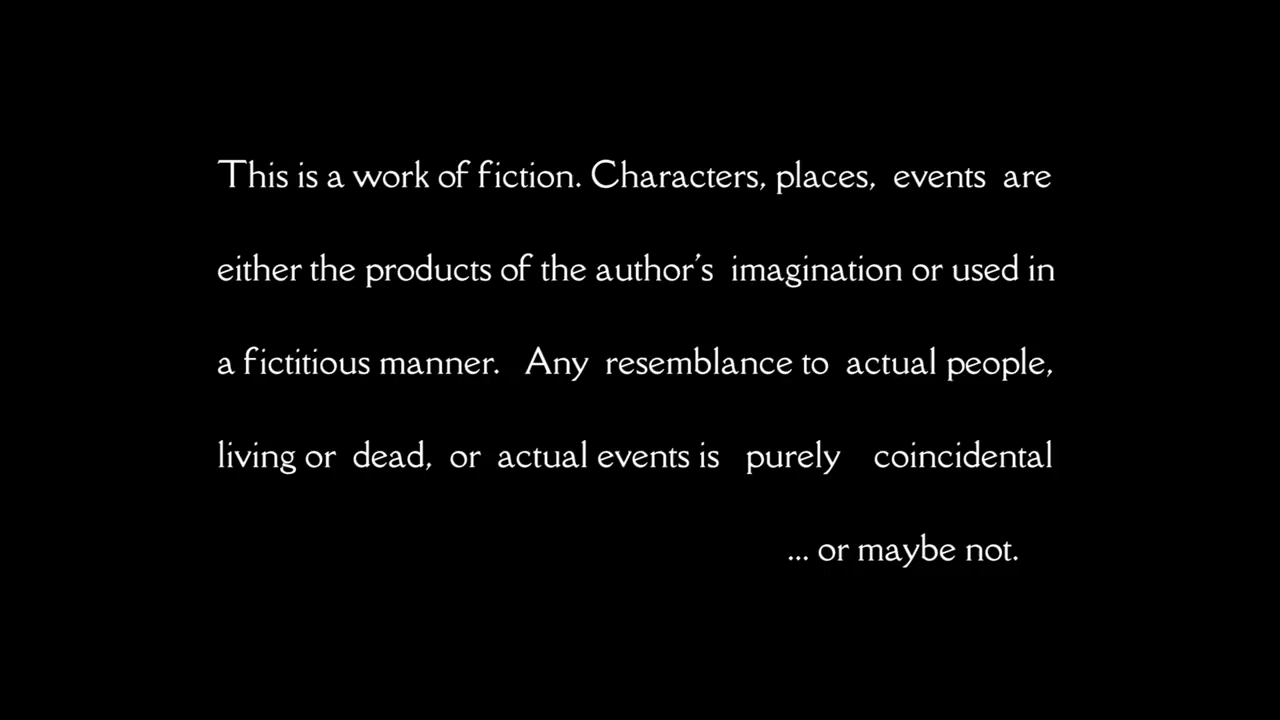 This is a work of fiction. Characters, places, events are
either the products of the author's imagination or used in
a fictitious manner. Any resemblance to actual people,
living or dead, or actual events is purely coincidental
... or maybe not.